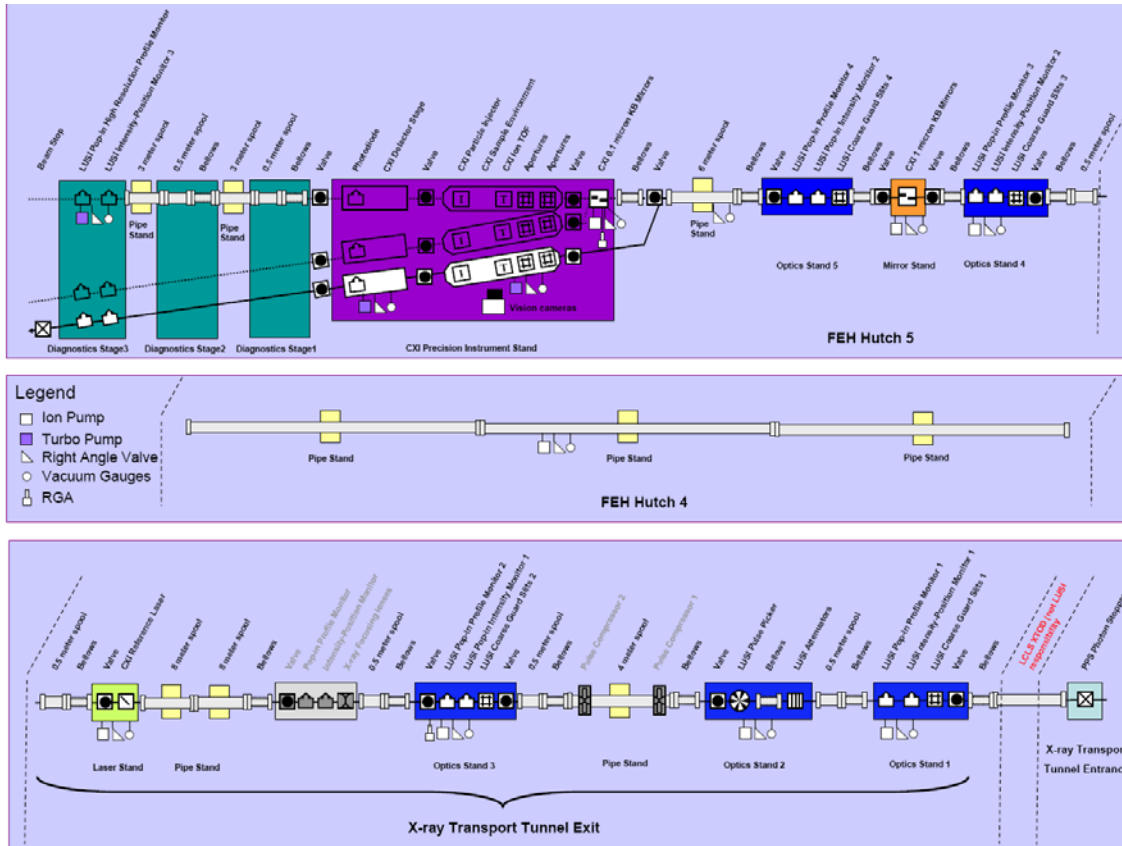 Beam Stop
LUSI Pop-In High Resolution Profile Monitor
LUSI Intensity-Position Monitor 3
3 meter spool
0.5 meter spool
Bellows
3 meter spool
0.5 meter spool
Bellows
Valve
Photodiode
CXI Detector Stage
Valve
CXI Particle Injector
CXI Sample Environment
CXI Ion TOF
Apertures
Apertures
Valve
CXI 0.1 micron KB Mirrors
Bellows
Valve
6 meter spool
Bellows
Valve
LUSI Pop-In Profile Monitor 4
LUSI Pop-In Intensity Monitor 2
LUSI Coarse Guard Slits 4
Bellows
Valve
CXI 1 micron KB Mirrors
Valve
Bellows
LUSI Pop-in Profile Monitor 3
LUSI Intensity-Position Monitor 2
LUSI Coarse Guard Slits 3
Valve
Bellows
0.5 meter spool
Pipe
Stand
Pipe
Stand
Pipe
Stand
Optics Stand 5
Mirror Stand
Optics Stand 4
Vision cameras
Diagnostics Stage3
Diagnostics Stage2
Diagnostics Stage1
CXI Precision Instrument Stand
FEH Hutch 5
Legend
Ion Pump
Turbo Pump
Right Angle Valve
Vacuum Gauges
RGA
Pipe Stand
Pipe Stand
Pipe Stand
FEH Hutch 4
0.5 meter spool
Bellows
Valve
CXI Reference Laser
Bellows
8 meter spool
Bellows
Valve
Pop-in Profile Monitor
Intensity-Position Monitor
X-ray Focusing lenses
0.5 meter spool
Bellows
Valve
LUSI Pop-In Profile Monitor 2
LUSI Pop-In Intensity Monitor 1
LUSI Coarse Guard Slits 2
Valve
0.5 meter spool
Bellows
Pulse Compressor 2
4 meter spool
Pulse Compressor 1
Bellows
Valve
LUSI Pulse Picker
Bellows
LUSI Attenuators
0.5 meter spool
Bellows
LUSI Pop-In Profile Monitor 1
LUSI Intensity-Position Monitor 1
LUSI Coarse Guard Slits 1
Valve
Bellows
LCLS XTOD (not LUSI
responsibility)
PPS Photon Stopper
Laser Stand
Pipe Stand
Optics Stand 3
Pipe Stand
Optics Stand 2
Optics Stand 1
X-ray Transport
Tunnel Entrance
X-ray Transport Tunnel Exit